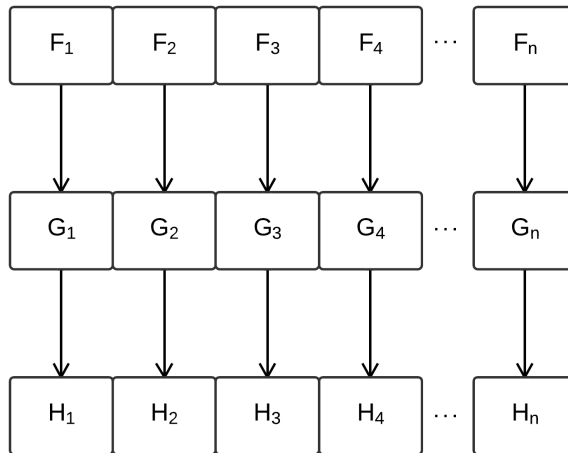 F₁ F₂ F₃ F₄ ... Fₙ
G₁ G₂ G₃ G₄ ... Gₙ
H₁ H₂ H₃ H₄ ... Hₙ